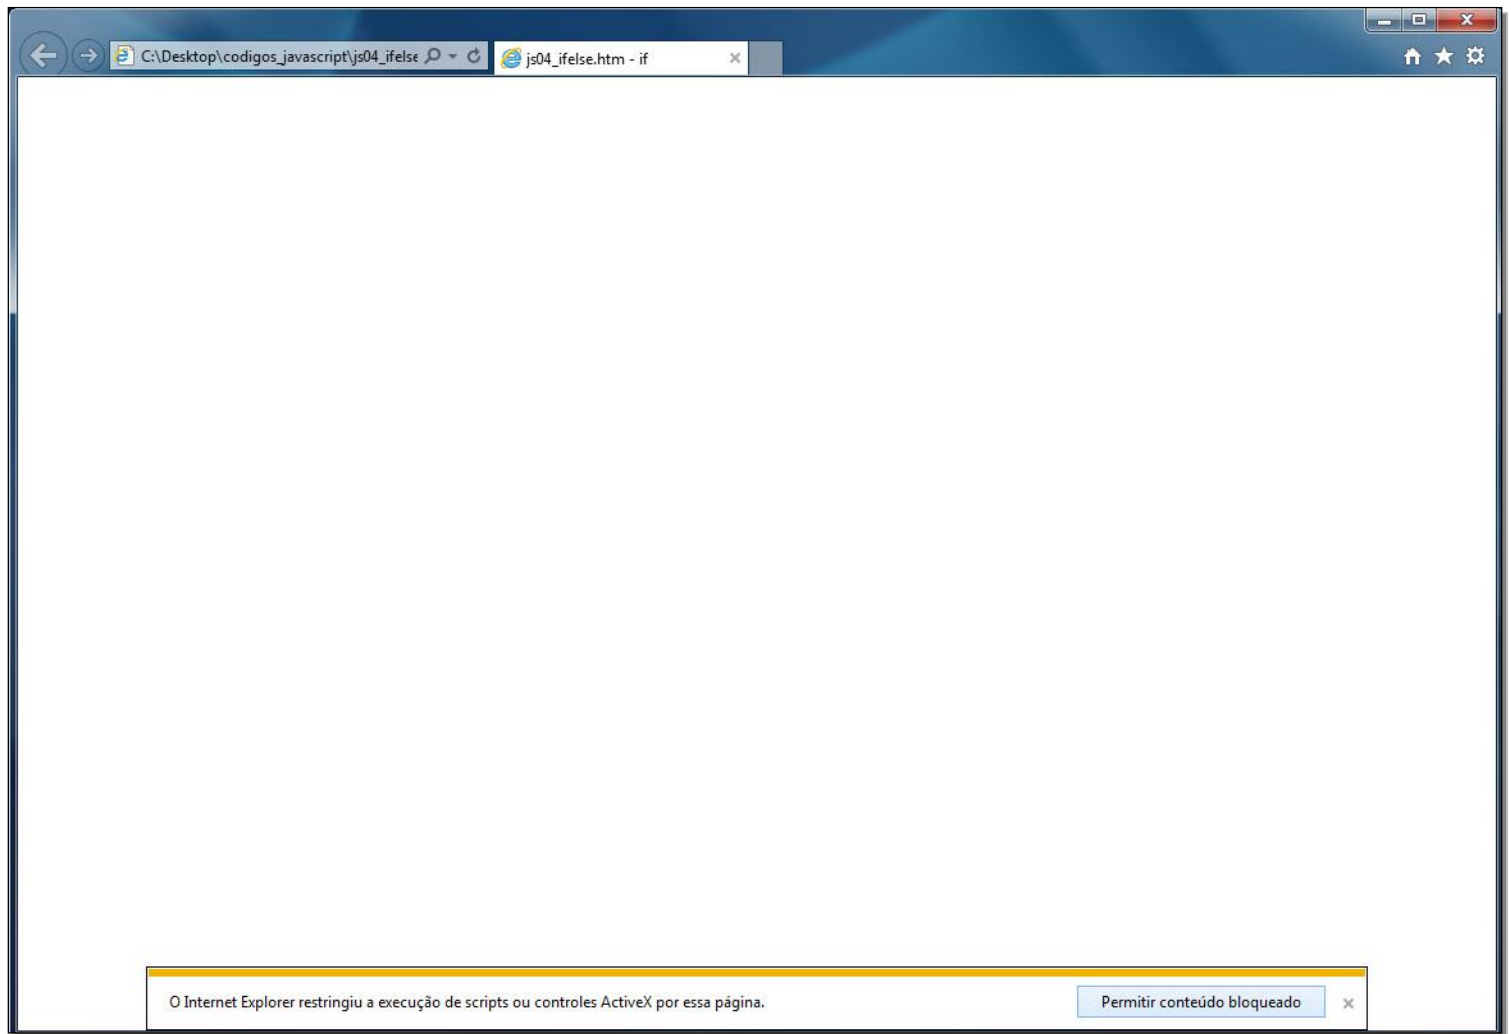 C:\Desktop\codigos_javascript\js04_ifelse
js04_ifelse.htm - if
O Internet Explorer restringiu a execução de scripts ou controles ActiveX por essa página.
Permitir conteúdo bloqueado